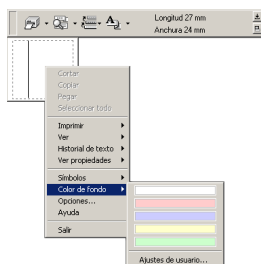 Longitud 27 mm
Anchura 24 mm
Cortar
Copiar
Pegar
Seleccionar todo
Imprimir
Ver
Historial de texto
Ver propiedades
Símbolos
Color de fondo
Opciones...
Ayuda
Salir
Ajustes de usuario...